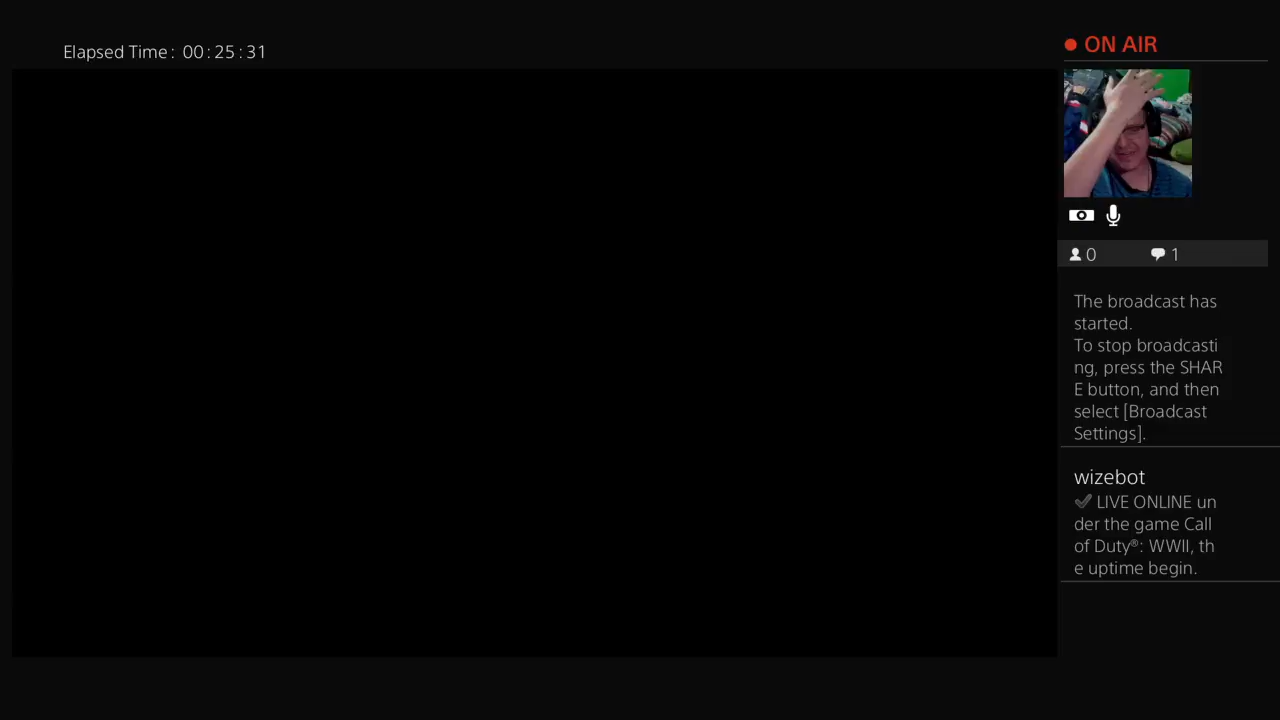 Elapsed Time: 00:25:31
ON AIR
0 1
The broadcast has
started.
To stop broadcasti
ng, press the SHAR
E button, and then
select [Broadcast
Settings].
wizebot
✔ LIVE ONLINE un
der the game Call
of Duty®: WWII, th
e uptime begin.